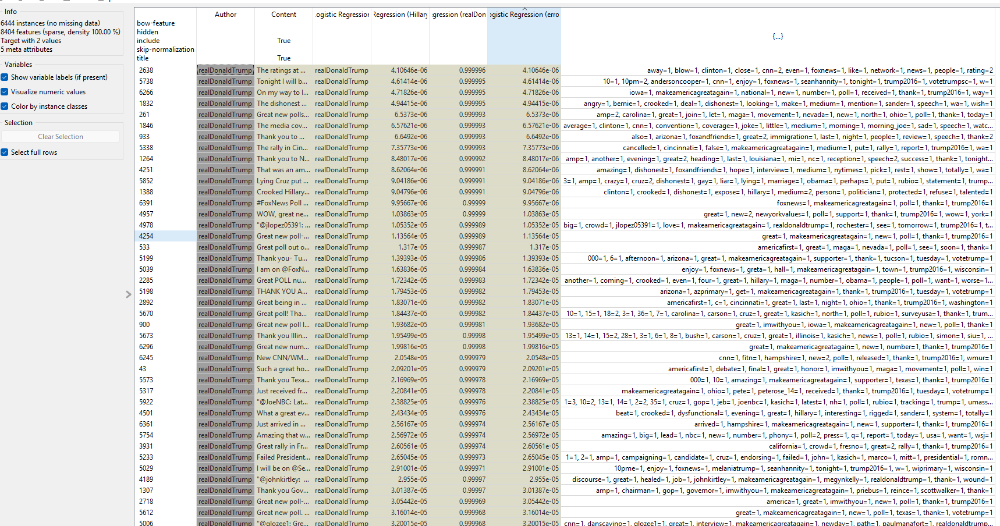 Info
6444 instances (no missing data)
8404 features (sparse, density 100.00 %)
Target with 2 values
5 meta attributes
Variables
Show variable labels (if present)
Visualize numeric values
Color by instance classes
Selection
Clear Selection
Select full rows
Author Content ogistic Regression Regression (Hillary gression (realDon ogistic Regression (erro {...}
bow-feature
hidden
include True
skip-normalization
title True
2638 realDonaldTrump The ratings at ... realDonaldTrump 4.10646e-06 0.999996 4.10646e-06 away=1, blow=1, clinton=1, close=1, cnn=2, even=1, foxnews=1, like=1, network=1, news=1, people=1, rating=2
5738 realDonaldTrump Tonight I will b... realDonaldTrump 4.61414e-06 0.999995 4.61414e-06 10=1, 10pm=2, andersoncooper=1, cnn=1, enjoy=1, foxnews=1, seanhannity=1, tonight=1, trump2016=1, votetrumpsc=1, w=1
6266 realDonaldTrump On my way to I... realDonaldTrump 4.71826e-06 0.999995 4.71826e-06 iowa=1, makeamericagreatagain=1, national=1, new=1, number=1, poll=1, received=1, thank=1, trump2016=1, way=1
1832 realDonaldTrump The dishonest ... realDonaldTrump 4.94415e-06 0.999995 4.94415e-06 angry=1, bernie=1, crooked=1, deal=1, dishonest=1, looking=1, make=1, medium=1, mention=1, sander=1, speech=1, wa=1, wish=1
261 realDonaldTrump Great new polls... realDonaldTrump 6.5373e-06 0.999993 6.5373e-06 amp=2, carolina=1, great=1, join=1, let=1, maga=1, movement=1, nevada=1, new=1, north=1, ohio=1, poll=1, thank=1, today=1
1846 realDonaldTrump The media cov... realDonaldTrump 6.57621e-06 0.999993 6.57621e-06 average=1, clinton=1, cnn=1, convention=1, coverage=1, joke=1, little=1, medium=1, morning=1, morning_joe=1, sad=1, speech=1, watc...
933 realDonaldTrump Thank you to ... realDonaldTrump 6.6492e-06 0.999993 6.6492e-06 also=1, arizona=1, foxandfriends=1, great=2, immigration=1, last=1, night=1, people=1, review=1, speech=1, thank=2
5338 realDonaldTrump The rally in Cin... realDonaldTrump 7.35773e-06 0.999993 7.35773e-06 cancelled=1, cincinnati=1, false=1, makeamericagreatagain=1, medium=1, put=1, rally=1, report=1, trump2016=1, wa=1
1264 realDonaldTrump Thank you to N... realDonaldTrump 8.48017e-06 0.999992 8.48017e-06 amp=1, another=1, evening=1, great=2, heading=1, last=1, louisiana=1, mi=1, nc=1, reception=1, speech=2, success=1, thank=1, tonight...
4251 realDonaldTrump That was an am... realDonaldTrump 8.62064e-06 0.999991 8.62064e-06 amazing=1, dishonest=1, foxandfriends=1, hope=1, interview=1, medium=1, nytimes=1, pick=1, rest=1, show=1, totally=1, wa=1
5852 realDonaldTrump Lying Cruz put ... realDonaldTrump 9.04186e-06 0.999991 9.04186e-06 3=1, amp=1, crazy=1, cruz=2, dishonest=1, gay=1, liar=1, lying=1, marriage=1, obama=1, perhaps=1, put=1, rubio=1, statement=1, trump...
1388 realDonaldTrump Crooked Hillary... realDonaldTrump 9.04796e-06 0.999991 9.04796e-06 clinton=1, crooked=1, dishonest=1, expose=1, hillary=1, medium=2, person=1, politician=1, protected=1, refuse=1, talented=1
6391 realDonaldTrump #FoxNews Poll ... realDonaldTrump 9.95667e-06 0.99999 9.95667e-06 foxnews=1, makeamericagreatagain=1, poll=1, thank=1, trump2016=1
4957 realDonaldTrump WOW, great ne... realDonaldTrump 1.03863e-05 0.99999 1.03863e-05 great=1, new=2, newyorkvalues=1, poll=1, support=1, thank=1, trump2016=1, wow=1, york=1
4978 realDonaldTrump "@jlopez05391: ... realDonaldTrump 1.05352e-05 0.999989 1.05352e-05 big=1, crowd=1, jlopez05391=1, love=1, makeamericagreatagain=1, realdonaldtrump=1, rochester=1, see=1, tomorrow=1, trump2016=1, t...
4254 realDonaldTrump Great new poll-... realDonaldTrump 1.13564e-05 0.999989 1.13564e-05 great=1, makeamericagreatagain=1, new=1, poll=1, thank=1, trump2016=1
533 realDonaldTrump Great poll out o... realDonaldTrump 1.317e-05 0.999987 1.317e-05 americafirst=1, great=1, maga=1, nevada=1, poll=1, see=1, soon=1, thank=1
5199 realDonaldTrump Thank you- Tu... realDonaldTrump 1.39393e-05 0.999986 1.39393e-05 000=1, 6=1, afternoon=1, arizona=1, great=1, makeamericagreatagain=1, supporter=1, thank=1, tucson=1, tuesday=1, votetrump=1
5039 realDonaldTrump I am on @FoxN... realDonaldTrump 1.63836e-05 0.999984 1.63836e-05 enjoy=1, foxnews=1, greta=1, hall=1, makeamericagreatagain=1, town=1, trump2016=1, wisconsin=1
2285 realDonaldTrump Great POLL nu... realDonaldTrump 1.72342e-05 0.999983 1.72342e-05 another=1, coming=1, crooked=1, even=1, four=1, great=1, hillary=1, maga=1, number=1, obama=1, people=1, poll=1, want=1, worse=1...
5198 realDonaldTrump THANK YOU A... realDonaldTrump 1.79453e-05 0.999982 1.79453e-05 arizona=1, azprimary=1, get=1, makeamericagreatagain=1, thank=1, trump2016=1, tuesday=1, votetrump=1
2892 realDonaldTrump Great being in ... realDonaldTrump 1.83071e-05 0.999982 1.83071e-05 americafirst=1, c=1, cincinnati=1, great=1, last=1, night=1, ohio=1, thank=1, trump2016=1, washington=1
5670 realDonaldTrump Great poll! Tha... realDonaldTrump 1.84437e-05 0.999982 1.84437e-05 10=1, 15=1, 18=2, 3=1, 36=1, 7=1, carolina=1, carson=1, cruz=1, great=1, kasich=1, north=1, poll=1, rubio=1, surveyusa=1, thank=1, trum...
900 realDonaldTrump Great new poll I... realDonaldTrump 1.93682e-05 0.999981 1.93682e-05 great=1, imwithyou=1, iowa=1, makeamericagreatagain=1, new=1, poll=1, thank=1
5673 realDonaldTrump Thank you Illin... realDonaldTrump 1.95499e-05 0.99998 1.95499e-05 13=1, 14=1, 15=2, 28=1, 3=1, 6=1, 8=1, bush=1, carson=1, cruz=1, great=1, illinois=1, kasich=1, news=1, poll=1, rubio=1, simon=1, siu=1, ...
6296 realDonaldTrump Great new num... realDonaldTrump 1.99816e-05 0.99998 1.99816e-05 great=1, makeamericagreatagain=1, new=1, number=1, thank=1, trump2016=1
6245 realDonaldTrump New CNN/WM... realDonaldTrump 2.0548e-05 0.999979 2.0548e-05 cnn=1, fitn=1, hampshire=1, new=2, poll=1, released=1, thank=1, trump2016=1, wmur=1
43 realDonaldTrump Such a great ho... realDonaldTrump 2.09201e-05 0.999979 2.09201e-05 americafirst=1, debate=1, final=1, great=1, honor=1, imwithyou=1, maga=1, movement=1, poll=1, win=1
5573 realDonaldTrump Thank you Texa... realDonaldTrump 2.16969e-05 0.999978 2.16969e-05 000=1, 10=1, amazing=1, makeamericagreatagain=1, supporter=1, texas=1, thank=1, trump2016=1
5317 realDonaldTrump Just received fr... realDonaldTrump 2.20841e-05 0.999978 2.20841e-05 makeamericagreatagain=1, ohio=1, pete=1, peterose_14=1, received=1, thank=1, trump2016=1, tuesday=1, votetrump=1
5922 realDonaldTrump "@JoeNBC: Lat... realDonaldTrump 2.38825e-05 0.999976 2.38825e-05 1=3, 10=2, 13=1, 14=1, 2=2, 35=1, cruz=1, gop=1, jeb=1, joenbc=1, kasich=1, latest=1, nh=1, poll=1, rubio=1, tracking=1, trump=1, umass...
4501 realDonaldTrump What a great ev... realDonaldTrump 2.43434e-05 0.999976 2.43434e-05 beat=1, crooked=1, dysfunctional=1, evening=1, great=1, hillary=1, interesting=1, rigged=1, sander=1, system=1, totally=1
6361 realDonaldTrump Just arrived in ... realDonaldTrump 2.56167e-05 0.999974 2.56167e-05 arrived=1, hampshire=1, makeamericagreatagain=1, new=1, supporter=1, thank=1, trump2016=1
5754 realDonaldTrump Amazing that w... realDonaldTrump 2.56972e-05 0.999974 2.56972e-05 amazing=1, big=1, lead=1, nbc=1, new=1, number=1, phony=1, poll=2, press=1, q=1, report=1, today=1, usa=1, want=1, wsj=1
3931 realDonaldTrump Great rally in Fr... realDonaldTrump 2.60561e-05 0.999974 2.60561e-05 california=1, crowd=1, fresno=1, great=2, rally=1, thank=1, trump2016=1
5233 realDonaldTrump Failed President... realDonaldTrump 2.65045e-05 0.999973 2.65045e-05 1=1, 2=1, amp=1, campaigning=1, candidate=1, cruz=1, endorsing=1, failed=1, john=1, kasich=1, marco=1, mitt=1, presidential=1, romn...
5029 realDonaldTrump I will be on @Se... realDonaldTrump 2.91001e-05 0.999971 2.91001e-05 10pme=1, enjoy=1, foxnews=1, melaniatrump=1, seanhannity=1, tonight=1, trump2016=1, w=1, wiprimary=1, wisconsin=1
4189 realDonaldTrump "@johnkirtley: ... realDonaldTrump 2.955e-05 0.99997 2.955e-05 discourse=1, great=1, healed=1, job=1, johnkirtley=1, makeamericagreatagain=1, megynkelly=1, realdonaldtrump=1, thank=1, wound=1
1307 realDonaldTrump Thank you Gov... realDonaldTrump 3.01387e-05 0.99997 3.01387e-05 amp=1, chairman=1, gop=1, governor=1, imwithyou=1, makeamericagreatagain=1, priebus=1, reince=1, scottwalker=1, thank=1
2718 realDonaldTrump Great new poll-... realDonaldTrump 3.05442e-05 0.999969 3.05442e-05 america=1, great=1, imwithyou=1, new=1, poll=1, thank=1, trump2016=1
5612 realDonaldTrump Great new poll. ... realDonaldTrump 3.16014e-05 0.999968 3.16014e-05 great=1, makeamericagreatagain=1, new=1, poll=1, texas=1, thank=1, votetrump=1
5006 realDonaldTrump "@glozee1: Gre... realDonaldTrump 3.20015e-05 0.999968 3.20015e-05 cnn=1, danscavino=1, glozee1=1, great=1, interview=1, makeamericagreatagain=1, newday=1, path=1, paulmanafort=1, realdonaldtrump...